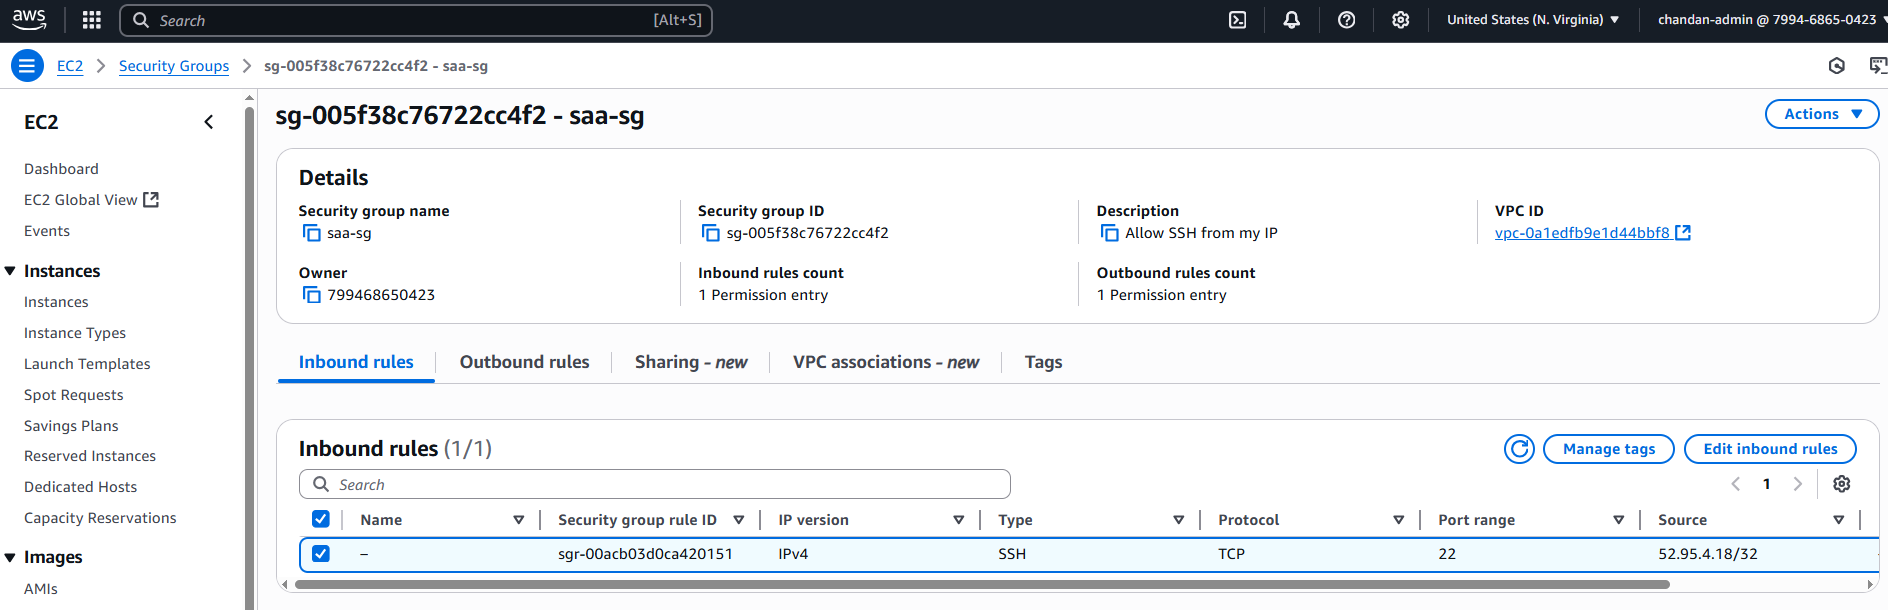 aws Search [Alt+S] United States (N. Virginia) chandan-admin @ 7994-6865-0423
EC2 Security Groups sg-005f38c76722cc4f2 - saa-sg
EC2
Dashboard
EC2 Global View
Events
Instances
Instances
Instance Types
Launch Templates
Spot Requests
Savings Plans
Reserved Instances
Dedicated Hosts
Capacity Reservations
Images
AMIs
sg-005f38c76722cc4f2 - saa-sg
Actions
Details
Security group name
saa-sg
Security group ID
sg-005f38c76722cc4f2
Description
Allow SSH from my IP
VPC ID
vpc-0a1edfb9e1d44bbf8
Owner
799468650423
Inbound rules count
1 Permission entry
Outbound rules count
1 Permission entry
Inbound rules Outbound rules Sharing - new VPC associations - new Tags
Inbound rules (1/1)
Manage tags Edit inbound rules
Search
1
Name Security group rule ID IP version Type Protocol Port range Source
– sgr-00acb03d0ca420151 IPv4 SSH TCP 22 52.95.4.18/32